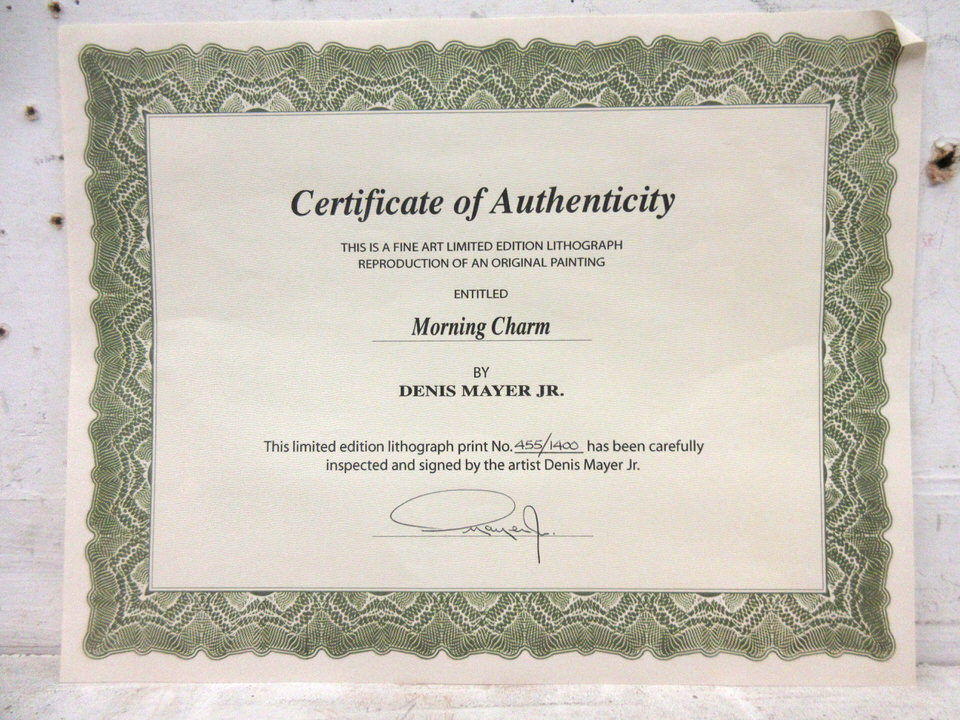 Certificate of Authenticity
THIS IS A FINE ART LIMITED EDITION LITHOGRAPH
REPRODUCTION OF AN ORIGINAL PAINTING
ENTITLED
Morning Charm
BY
DENIS MAYER JR.
This limited edition lithograph print No. 455/1400 has been carefully
inspected and signed by the artist Denis Mayer Jr.
Mayer Jr.